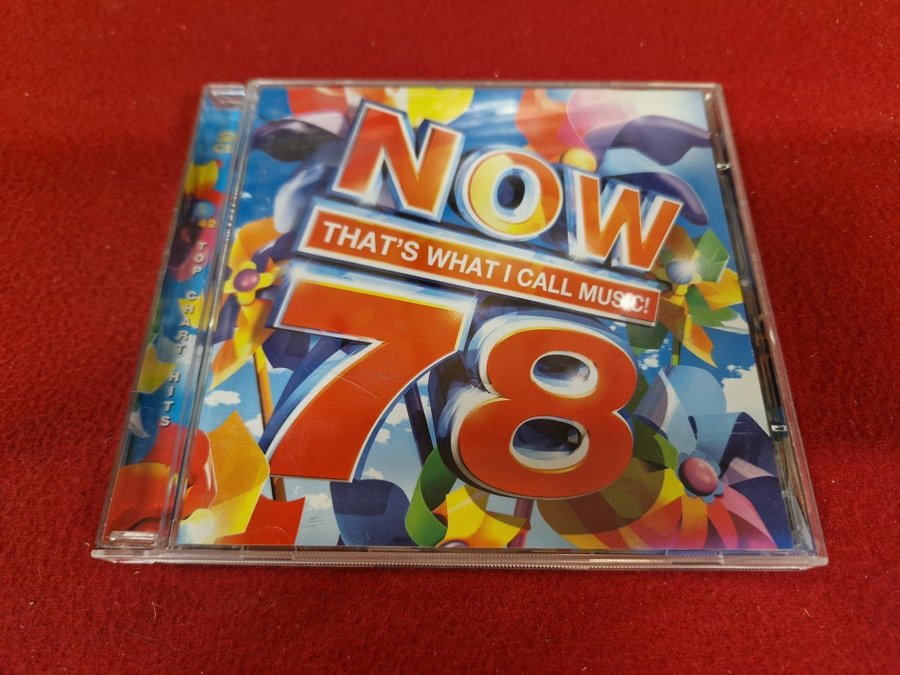 NOW
THAT'S WHAT I CALL MUSIC!
78
42 TOP CHART HITS